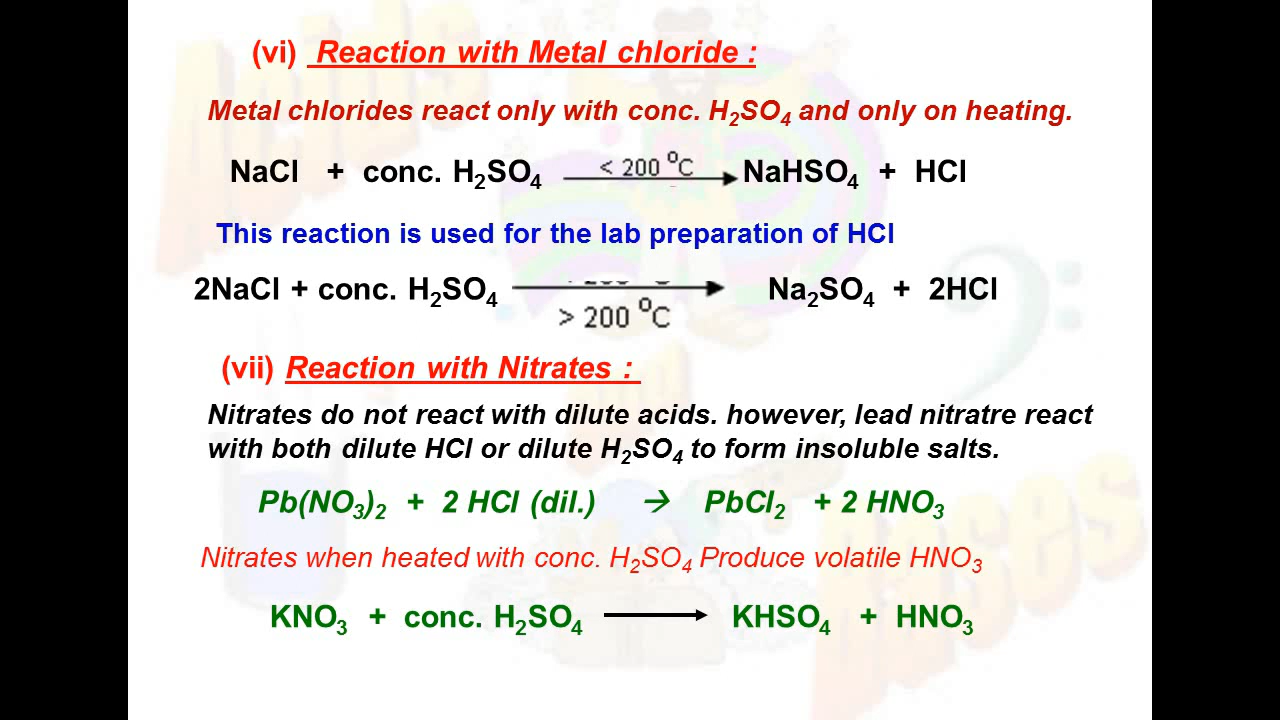 (vi) Reaction with Metal chloride :
Metal chlorides react only with conc. H₂SO₄ and only on heating.
NaCl + conc. H₂SO₄ < 200 ⁰C NaHSO₄ + HCl
This reaction is used for the lab preparation of HCl
2NaCl + conc. H₂SO₄ > 200 ⁰C Na₂SO₄ + 2HCl
(vii) Reaction with Nitrates :
Nitrates do not react with dilute acids. however, lead nitratre react
with both dilute HCl or dilute H₂SO₄ to form insoluble salts.
Pb(NO₃)₂ + 2 HCl (dil.) → PbCl₂ + 2 HNO₃
Nitrates when heated with conc. H₂SO₄ Produce volatile HNO₃
KNO₃ + conc. H₂SO₄ → KHSO₄ + HNO₃